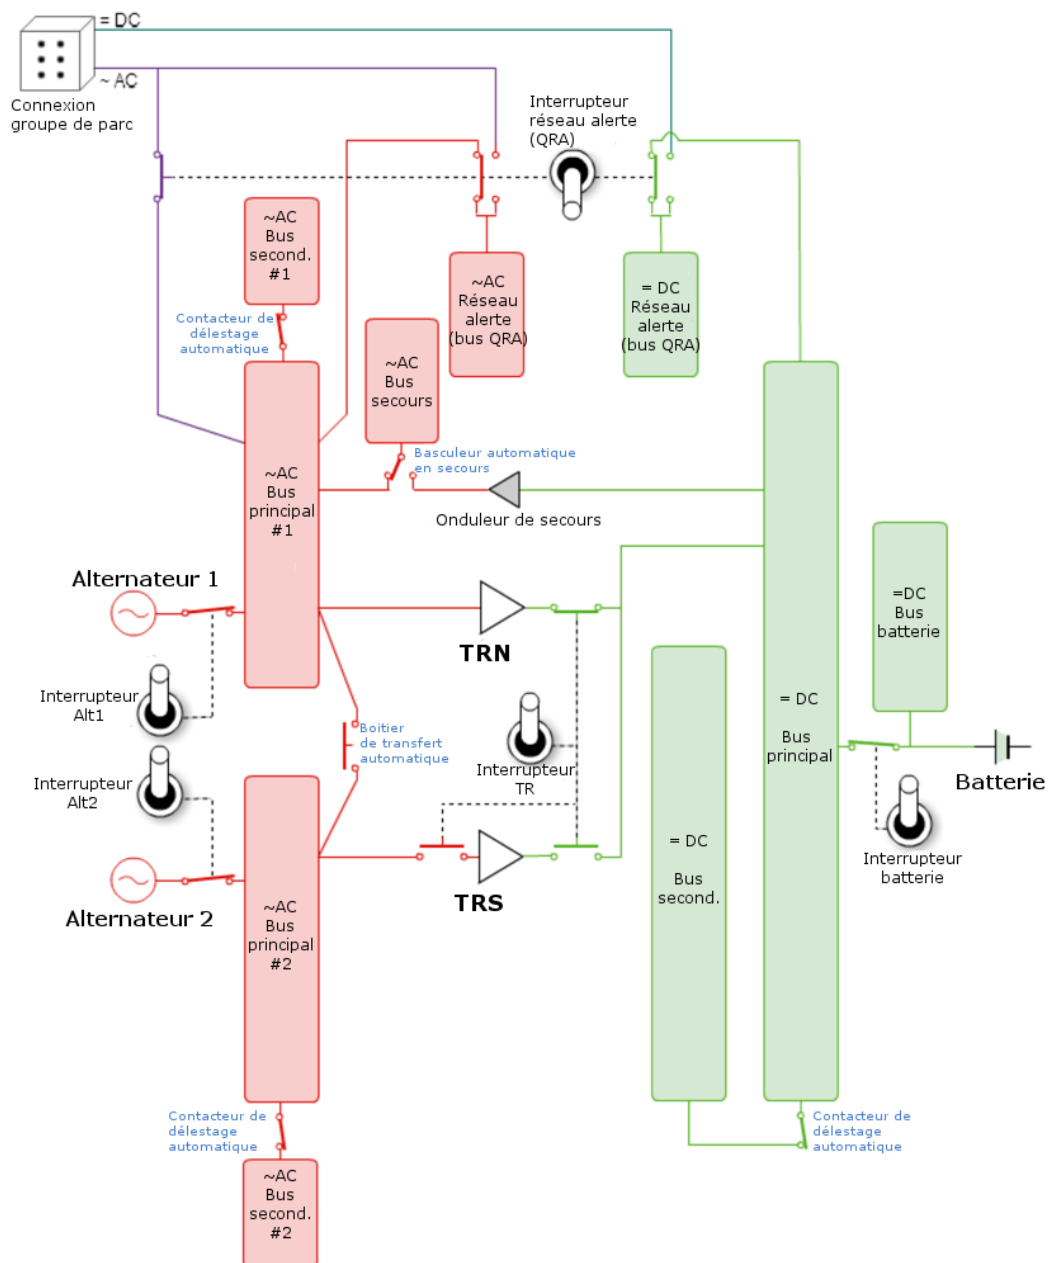 = DC
~ AC
Connexion
groupe de parc
Interrupteur
réseau alerte
(QRA)
~AC
Bus
second.
#1
~AC
Réseau
alerte
(bus QRA)
= DC
Réseau
alerte
(bus QRA)
Contacteur de
délestage
automatique
~AC
Bus
secours
Basculeur automatique
en secours
Onduleur de secours
~AC
Bus
principal
#1
Alternateur 1
TRN
=DC
Bus
batterie
Interrupteur
Alt1
Boitier
de transfert
automatique
= DC
Bus
principal
Interrupteur
Alt2
Interrupteur
TR
Batterie
Interrupteur
batterie
= DC
Bus
second.
Alternateur 2
TRS
~AC
Bus
principal
#2
Contacteur de
délestage
automatique
Contacteur de
délestage
automatique
~AC
Bus
second.
#2